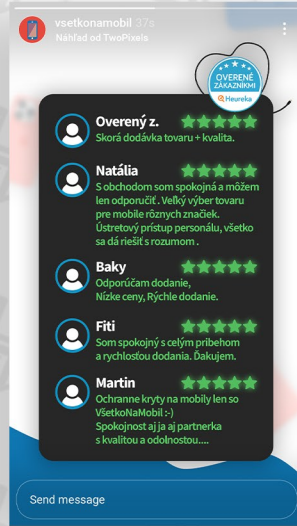 vsetkonamobil 37s
Náhľad od TwoPixels
OVERENÉ
ZÁKAZNÍKMI
Heureka
Overený z.
Skorá dodávka tovaru + kvalita.
Natália
S obchodom som spokojná a môžem
len odporučiť . Veľký výber tovaru
pre mobile rôznych značiek.
Ústretový prístup personálu, všetko
sa dá riešiť s rozumom .
Baky
Odporúčam dodanie,
Nízke ceny, Rýchle dodanie.
Fiti
Som spokojný s celým pribehom
a rychlosťou dodania. Ďakujem.
Martin
Ochranne kryty na mobily len so
VšetkoNaMobil :-)
Spokojnost aj ja aj partnerka
s kvalitou a odolnostou....
Send message